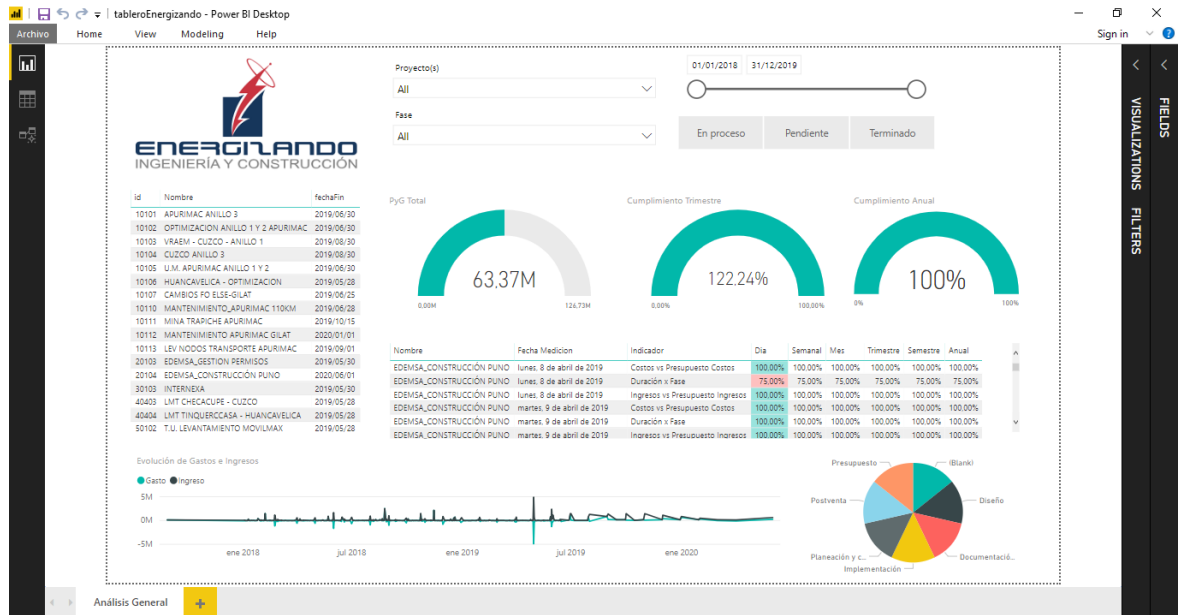 tableroEnergizando - Power BI Desktop
Archivo Home View Modeling Help Sign in
ENERGIZANDO
INGENIERÍA Y CONSTRUCCIÓN
Proyecto(s)
All
Fase
All
01/01/2018 31/12/2019
En proceso Pendiente Terminado
VISUALIZATIONS
FILTERS
FIELDS
id Nombre fechaFin
10101 APURIMAC ANILLO 3 2019/06/30
10102 OPTIMIZACION ANILLO 1 Y 2 APURIMAC 2019/06/30
10103 VRAEM - CUZCO - ANILLO 1 2019/08/30
10104 CUZCO ANILLO 3 2019/08/30
10105 U.M. APURIMAC ANILLO 1 Y 2 2019/06/30
10106 HUANCAVELICA - OPTIMIZACION 2019/05/28
10107 CAMBIOS FO ELSE-GILAT 2019/06/25
10110 MANTENIMIENTO_APURIMAC 110KM 2019/06/28
10111 MINA TRAPICHE APURIMAC 2019/10/15
10112 MANTENIMIENTO APURIMAC GILAT 2020/01/01
10113 LEV NODOS TRANSPORTE APURIMAC 2019/09/01
20103 EDEMSA_GESTION PERMISOS 2019/05/30
20104 EDEMSA_CONSTRUCCIÓN PUNO 2020/06/01
30103 INTERNEXA 2019/05/30
40403 LMT CHECACUPE - CUZCO 2019/05/28
40404 LMT TINQUERCCASA - HUANCAVELICA 2019/05/28
50102 T.U. LEVANTAMIENTO MOVILMAX 2019/05/28
PyG Total
63,37M
0,00M 126,73M
Cumplimiento Trimestre
122,24%
0,00% 100,00%
Cumplimiento Anual
100%
0% 100%
Nombre Fecha Medicion Indicador Dia Semanal Mes Trimestre Semestre Anual
EDEMSA_CONSTRUCCIÓN PUNO lunes, 8 de abril de 2019 Costos vs Presupuesto Costos 100,00% 100,00% 100,00% 100,00% 100,00% 100,00%
EDEMSA_CONSTRUCCIÓN PUNO lunes, 8 de abril de 2019 Duración x Fase 75,00% 75,00% 75,00% 75,00% 75,00% 75,00%
EDEMSA_CONSTRUCCIÓN PUNO lunes, 8 de abril de 2019 Ingresos vs Presupuesto Ingresos 100,00% 100,00% 100,00% 100,00% 100,00% 100,00%
EDEMSA_CONSTRUCCIÓN PUNO martes, 9 de abril de 2019 Costos vs Presupuesto Costos 100,00% 100,00% 100,00% 100,00% 100,00% 100,00%
EDEMSA_CONSTRUCCIÓN PUNO martes, 9 de abril de 2019 Duración x Fase 100,00% 100,00% 100,00% 100,00% 100,00% 100,00%
EDEMSA_CONSTRUCCIÓN PUNO martes, 9 de abril de 2019 Ingresos vs Presupuesto Ingresos 100,00% 100,00% 100,00% 100,00% 100,00% 100,00%
Evolución de Gastos e Ingresos
Gasto Ingreso
5M
0M
-5M
ene 2018 jul 2018 ene 2019 jul 2019 ene 2020
Presupuesto (Blank)
Postventa Diseño
Planeación y c... Documentació...
Implementación
Análisis General